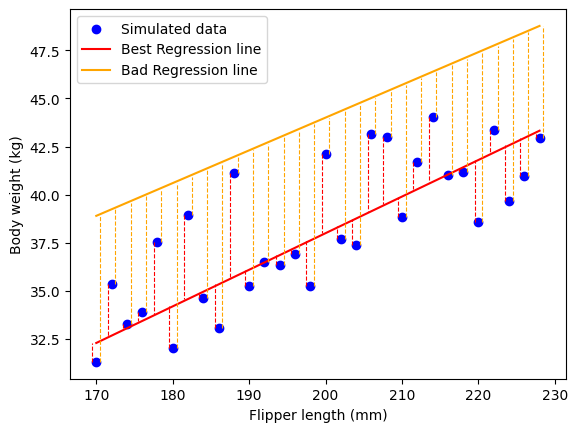 Simulated data
Best Regression line
Bad Regression line
Body weight (kg)
47.5
45.0
42.5
40.0
37.5
35.0
32.5
170 180 190 200 210 220 230
Flipper length (mm)